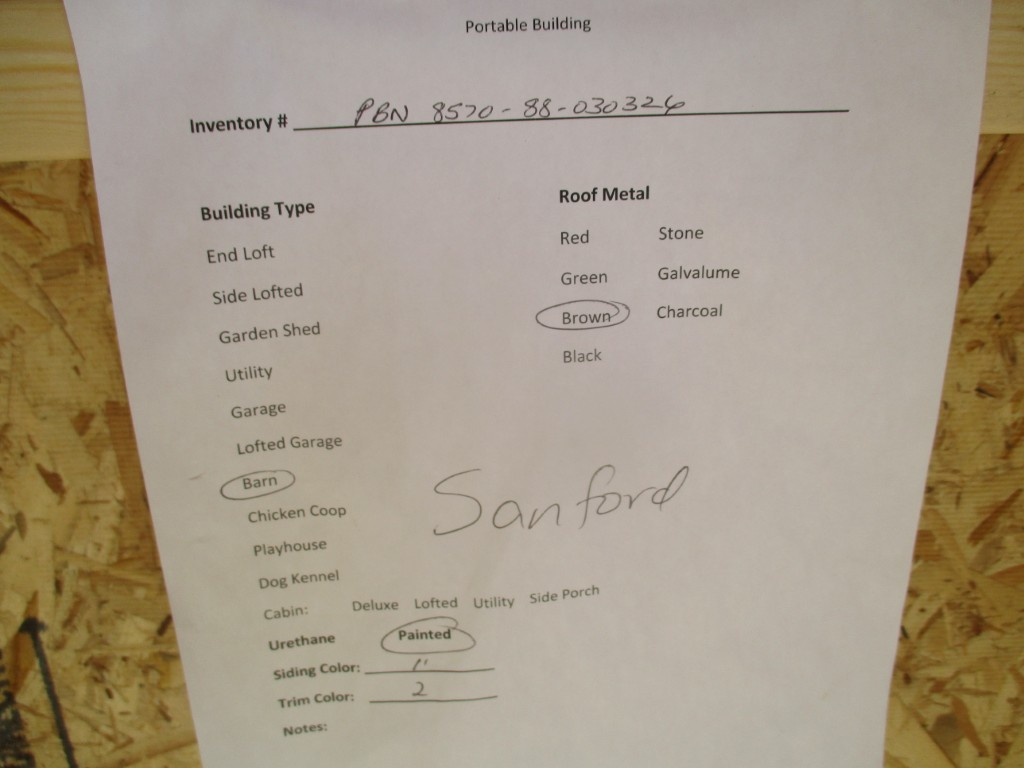 Portable Building
Inventory # PBN 8570-88-030326
Building Type
End Loft
Side Lofted
Garden Shed
Utility
Garage
Lofted Garage
Barn
Chicken Coop
Playhouse
Dog Kennel
Cabin: Deluxe Lofted Utility Side Porch
Urethane Painted
Siding Color: 1"
Trim Color: 2
Notes:
Roof Metal
Red Stone
Green Galvalume
Brown Charcoal
Black
Sanford